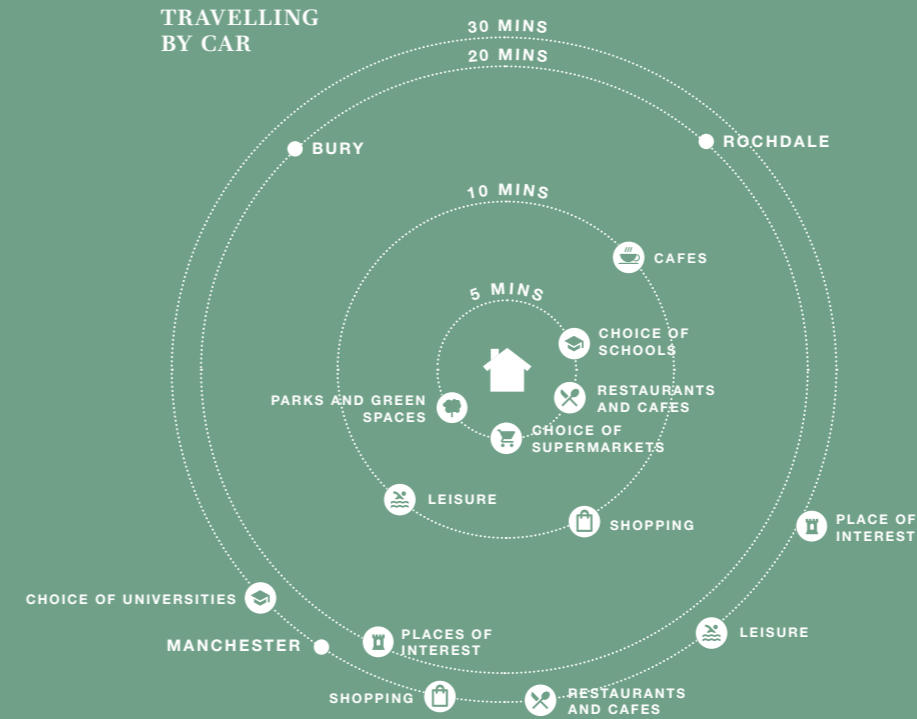 TRAVELLING
BY CAR
30 MINS
20 MINS
BURY
ROCHDALE
10 MINS
CAFES
5 MINS
CHOICE OF
SCHOOLS
RESTAURANTS
AND CAFES
PARKS AND GREEN
SPACES
CHOICE OF
SUPERMARKETS
LEISURE
SHOPPING
PLACE OF
INTEREST
CHOICE OF UNIVERSITIES
MANCHESTER
PLACES OF
INTEREST
LEISURE
SHOPPING
RESTAURANTS
AND CAFES